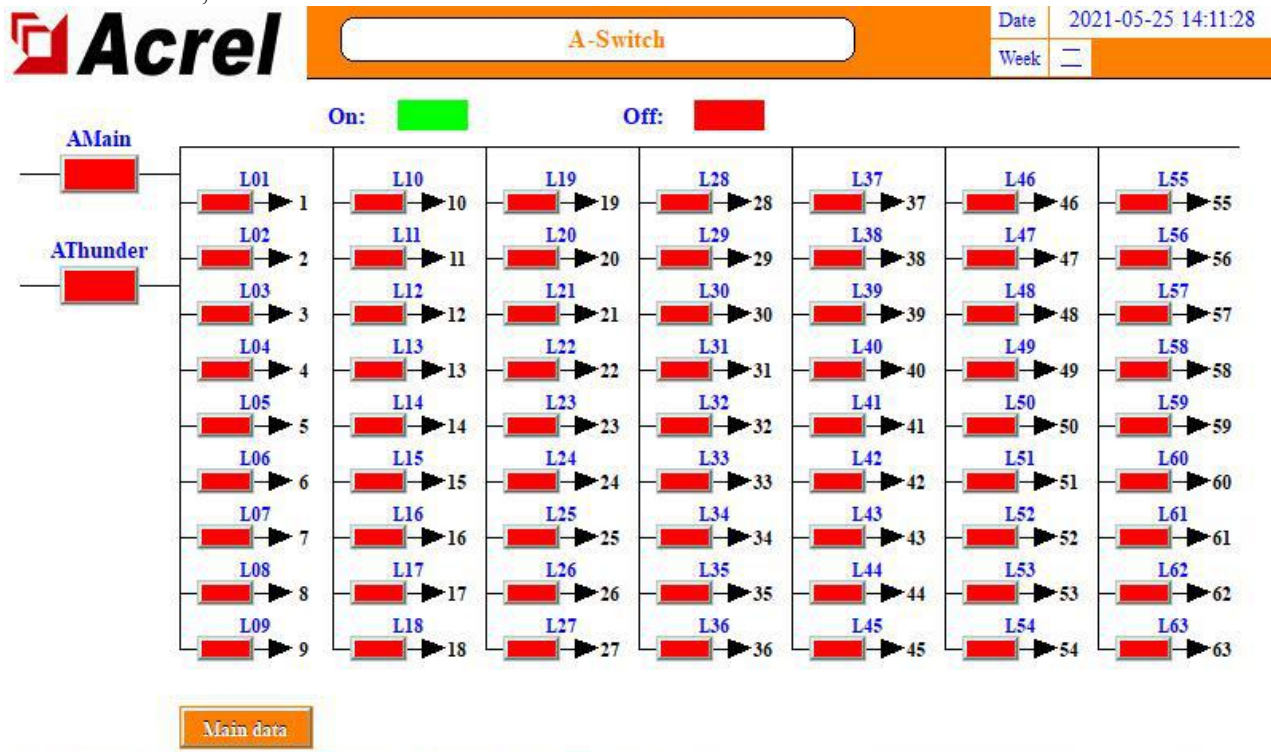 Acrel
A-Switch
Date 2021-05-25 14:11:28
Week 二
On: Off:
AMain
L01 L10 L19 L28 L37 L46 L55
1 10 19 28 37 46 55
AThunder
L02 L11 L20 L29 L38 L47 L56
2 11 20 29 38 47 56
L03 L12 L21 L30 L39 L48 L57
3 12 21 30 39 48 57
L04 L13 L22 L31 L40 L49 L58
4 13 22 31 40 49 58
L05 L14 L23 L32 L41 L50 L59
5 14 23 32 41 50 59
L06 L15 L24 L33 L42 L51 L60
6 15 24 33 42 51 60
L07 L16 L25 L34 L43 L52 L61
7 16 25 34 43 52 61
L08 L17 L26 L35 L44 L53 L62
8 17 26 35 44 53 62
L09 L18 L27 L36 L45 L54 L63
9 18 27 36 45 54 63
Main data